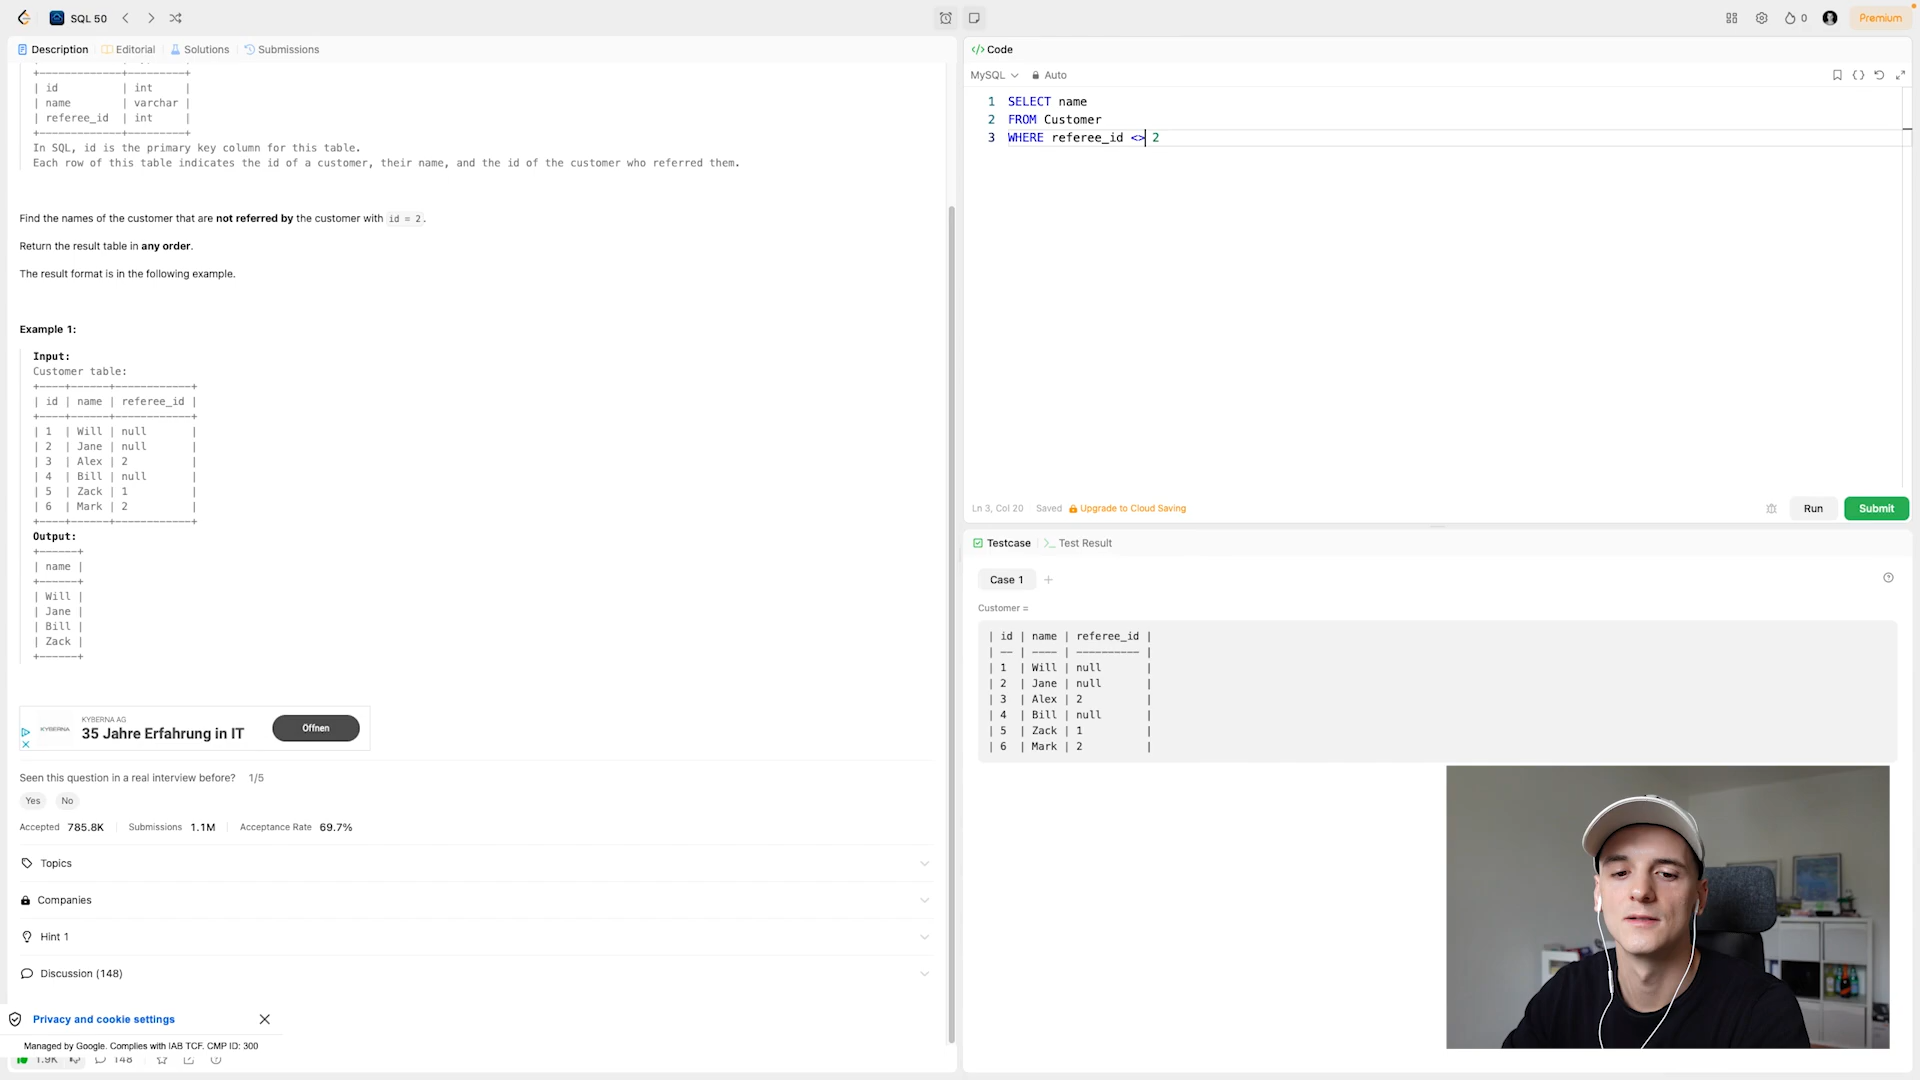 SQL 50
0
Premium
Description
Editorial
Solutions
Submissions
+-------------+---------+
| id          | int     |
| name        | varchar |
| referee_id  | int     |
+-------------+---------+
In SQL, id is the primary key column for this table.
Each row of this table indicates the id of a customer, their name, and the id of the customer who referred them.
Find the names of the customer that are not referred by the customer with id = 2.
Return the result table in any order.
The result format is in the following example.
Example 1:
Input:
Customer table:
+----+------+------------+
| id | name | referee_id |
+----+------+------------+
| 1  | Will | null       |
| 2  | Jane | null       |
| 3  | Alex | 2          |
| 4  | Bill | null       |
| 5  | Zack | 1          |
| 6  | Mark | 2          |
+----+------+------------+
Output:
+------+
| name |
+------+
| Will |
| Jane |
| Bill |
| Zack |
+------+
KYBERNA
KYBERNA AG
35 Jahre Erfahrung in IT
Öffnen
Seen this question in a real interview before? 1/5
Yes
No
Accepted 785.8K
Submissions 1.1M
Acceptance Rate 69.7%
Topics
Companies
Hint 1
Discussion (148)
Privacy and cookie settings
Managed by Google. Complies with IAB TCF. CMP ID: 300
1.9K
148
</> Code
MySQL
Auto
1 SELECT name
2 FROM Customer
3 WHERE referee_id <> 2
Ln 3, Col 20
Saved
Upgrade to Cloud Saving
Run
Submit
Testcase
Test Result
Case 1
Customer =
| id | name | referee_id |
| -- | ---- | ---------- |
| 1  | Will | null       |
| 2  | Jane | null       |
| 3  | Alex | 2          |
| 4  | Bill | null       |
| 5  | Zack | 1          |
| 6  | Mark | 2          |